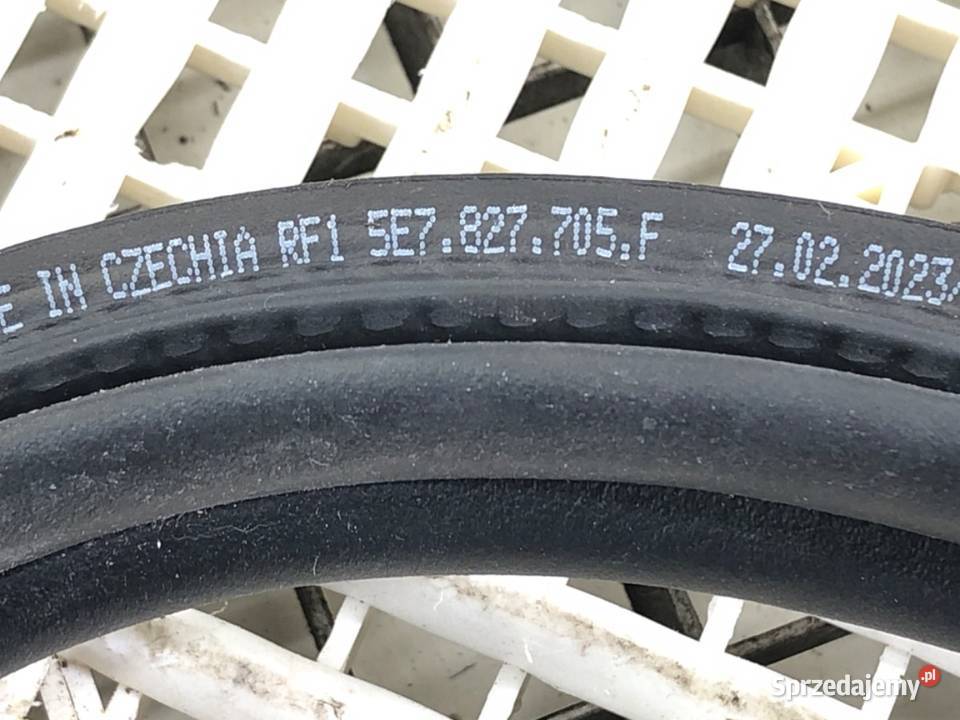 E IN CZECHIA RF1 5E7.827.705.F 27.02.2023/
Sprzedajemy.pl